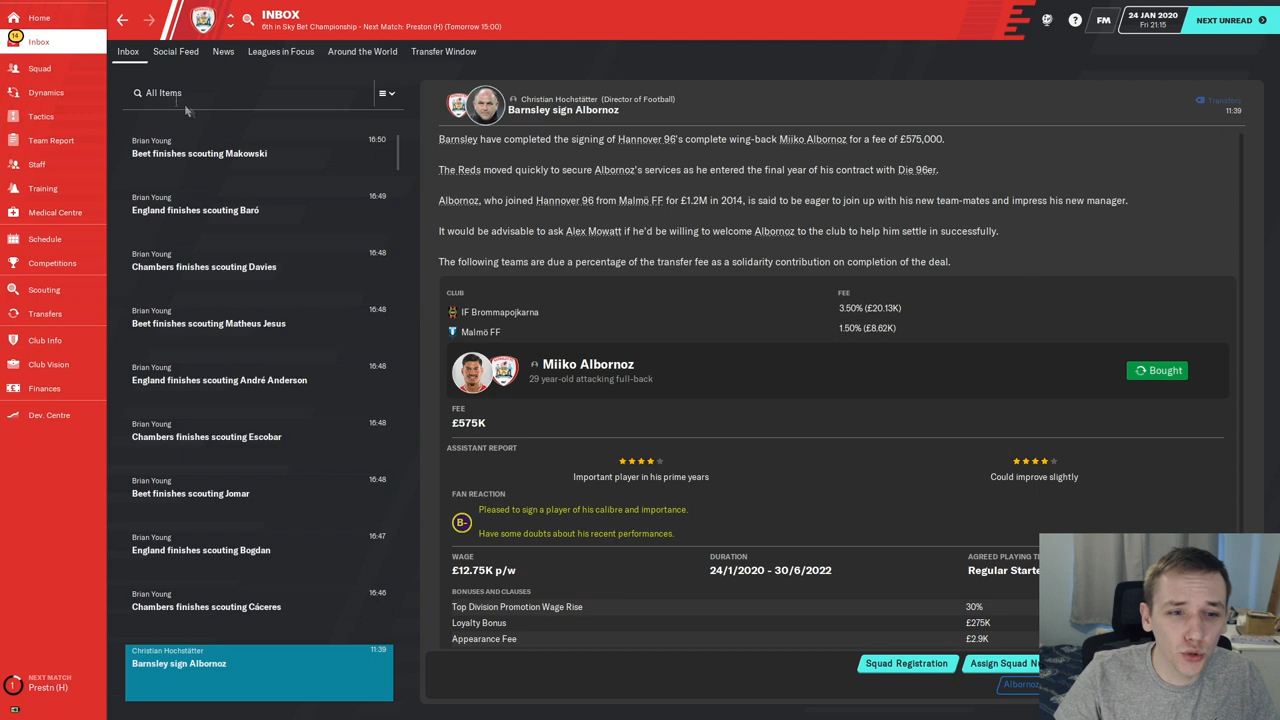 Home
14
Inbox
Squad
Dynamics
Tactics
Team Report
Staff
Training
Medical Centre
Schedule
Competitions
Scouting
Transfers
Club Info
Club Vision
Finances
Dev. Centre
1
NEXT MATCH
Prestn (H)
INBOX
6th in Sky Bet Championship - Next Match: Preston (H) (Tomorrow 15:00)
?
FM
24 JAN 2020
Fri 21:15
NEXT UNREAD
Inbox
Social Feed
News
Leagues in Focus
Around the World
Transfer Window
All Items
Brian Young 16:50
Beet finishes scouting Makowski
Brian Young 16:49
England finishes scouting Baró
Brian Young 16:48
Chambers finishes scouting Davies
Brian Young 16:48
Beet finishes scouting Matheus Jesus
Brian Young 16:48
England finishes scouting André Anderson
Brian Young 16:48
Chambers finishes scouting Escobar
Brian Young 16:48
Beet finishes scouting Jomar
Brian Young 16:47
England finishes scouting Bogdan
Brian Young 16:46
Chambers finishes scouting Cáceres
Christian Hochstätter 11:39
Barnsley sign Albornoz
Christian Hochstätter (Director of Football)
Barnsley sign Albornoz
Transfers
11:39
Barnsley have completed the signing of Hannover 96's complete wing-back Miiko Albornoz for a fee of £575,000.
The Reds moved quickly to secure Albornoz's services as he entered the final year of his contract with Die 96er.
Albornoz, who joined Hannover 96 from Malmö FF for £1.2M in 2014, is said to be eager to join up with his new team-mates and impress his new manager.
It would be advisable to ask Alex Mowatt if he'd be willing to welcome Albornoz to the club to help him settle in successfully.
The following teams are due a percentage of the transfer fee as a solidarity contribution on completion of the deal.
CLUB FEE
IF Brommapojkarna 3.50% (£20.13K)
Malmö FF 1.50% (£8.62K)
Miiko Albornoz
29 year-old attacking full-back
Bought
FEE
£575K
ASSISTANT REPORT
Important player in his prime years Could improve slightly
FAN REACTION
B-
Pleased to sign a player of his calibre and importance.
Have some doubts about his recent performances.
WAGE DURATION AGREED PLAYING TI
£12.75K p/w 24/1/2020 - 30/6/2022 Regular Starte
BONUSES AND CLAUSES
Top Division Promotion Wage Rise 30%
Loyalty Bonus £275K
Appearance Fee £2.9K
Squad Registration
Assign Squad Nu
Albornoz